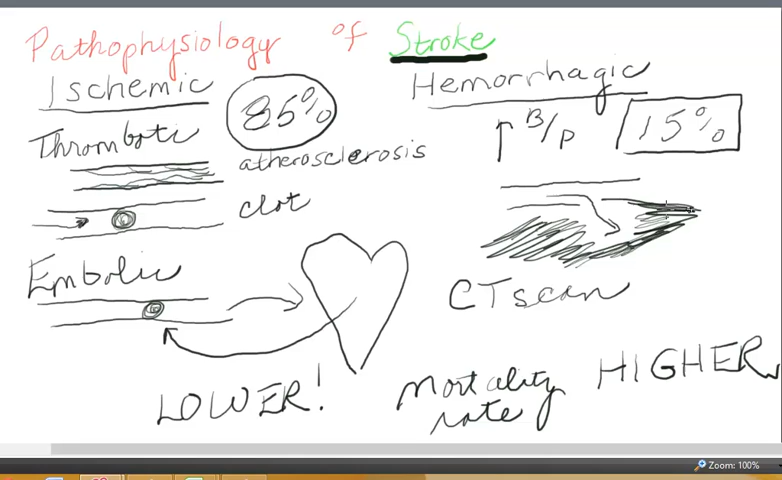 Pathophysiology of Stroke
Ischemic
85%
Thrombotic
atherosclerosis
clot
Embolic
LOWER!
Hemorrhagic
↑ B/P
15%
CT scan
Mortality
rate
HIGHER
Zoom: 100%